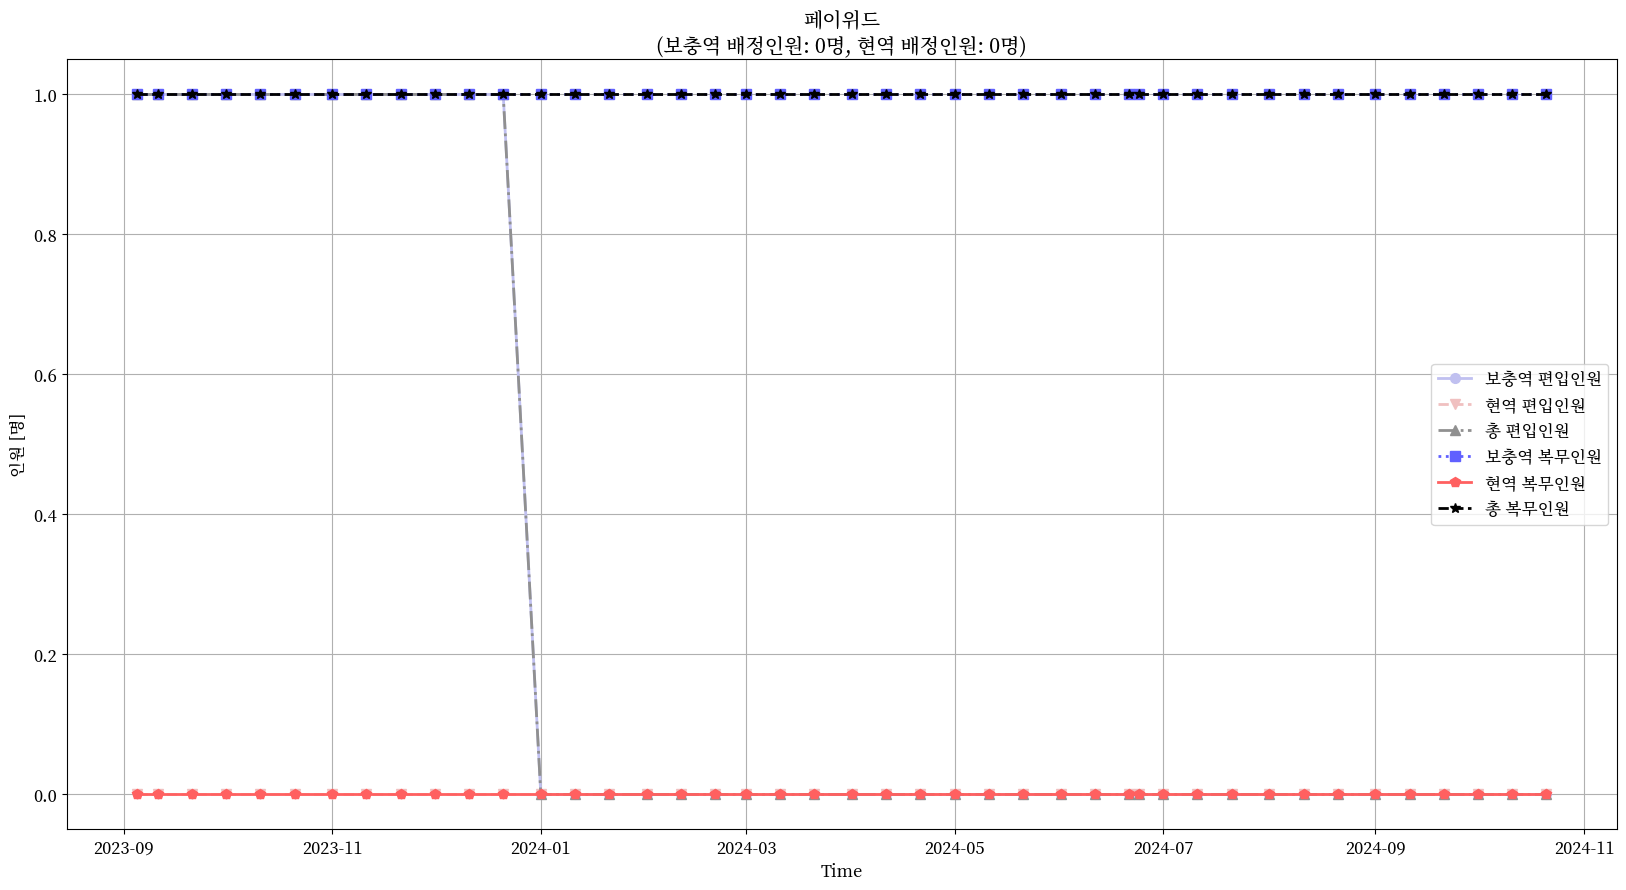 페이워드
(보충역 배정인원: 0명, 현역 배정인원: 0명)
인원 [명]
1.0
0.8
0.6
0.4
0.2
0.0
보충역 편입인원
현역 편입인원
총 편입인원
보충역 복무인원
현역 복무인원
총 복무인원
2023-09
2023-11
2024-01
2024-03
2024-05
2024-07
2024-09
2024-11
Time